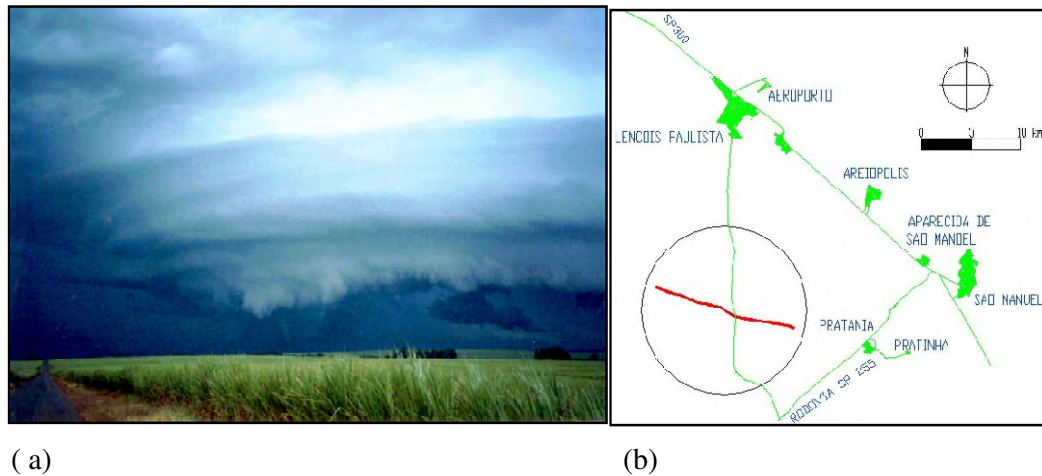 SP300
N
AEROPORTO
0 5 10 km
LENCOIS PAULISTA
AREIOPOLIS
APARECIDA DE
SAO MANOEL
SAO MANUEL
PRATANIA
PRATINHA
RODOVIA SP 255
( a)
(b)